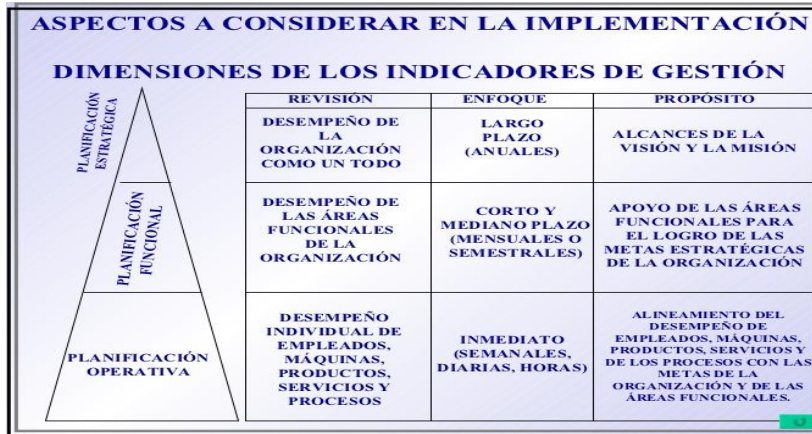 ASPECTOS A CONSIDERAR EN LA IMPLEMENTACIÓN
DIMENSIONES DE LOS INDICADORES DE GESTIÓN
REVISIÓN
ENFOQUE
PROPÓSITO
PLANIFICACIÓN
ESTRATÉGICA
DESEMPEÑO DE
LA
ORGANIZACIÓN
COMO UN TODO
LARGO
PLAZO
(ANUALES)
ALCANCES DE LA
VISIÓN Y LA MISIÓN
PLANIFICACIÓN
FUNCIONAL
DESEMPEÑO DE
LAS ÁREAS
FUNCIONALES
DE LA
ORGANIZACIÓN
CORTO Y
MEDIANO PLAZO
(MENSUALES O
SEMESTRALES)
APOYO DE LAS ÁREAS
FUNCIONALES PARA
EL LOGRO DE LAS
METAS ESTRATÉGICAS
DE LA ORGANIZACIÓN
PLANIFICACIÓN
OPERATIVA
DESEMPEÑO
INDIVIDUAL DE
EMPLEADOS,
MÁQUINAS,
PRODUCTOS,
SERVICIOS Y
PROCESOS
INMEDIATO
(SEMANALES,
DIARIAS, HORAS)
ALINEAMIENTO DEL
DESEMPEÑO DE
EMPLEADOS, MÁQUINAS,
PRODUCTOS, SERVICIOS Y
DE LOS PROCESOS CON LAS
METAS DE LA
ORGANIZACIÓN Y DE LAS
ÁREAS FUNCIONALES.